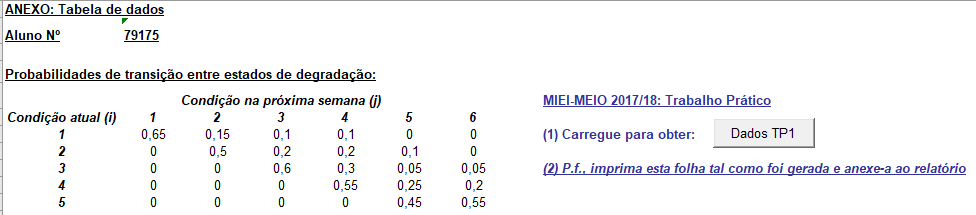 ANEXO: Tabela de dados
Aluno Nº 79175
Probabilidades de transição entre estados de degradação:
Condição na próxima semana (j)
Condição atual (i) 1 2 3 4 5 6
1 0,65 0,15 0,1 0,1 0 0
2 0 0,5 0,2 0,2 0,1 0
3 0 0 0,6 0,3 0,05 0,05
4 0 0 0 0,55 0,25 0,2
5 0 0 0 0 0,45 0,55
MIEI-MEIO 2017/18: Trabalho Prático
(1) Carregue para obter: Dados TP1
(2) P.f., imprima esta folha tal como foi gerada e anexe-a ao relatório